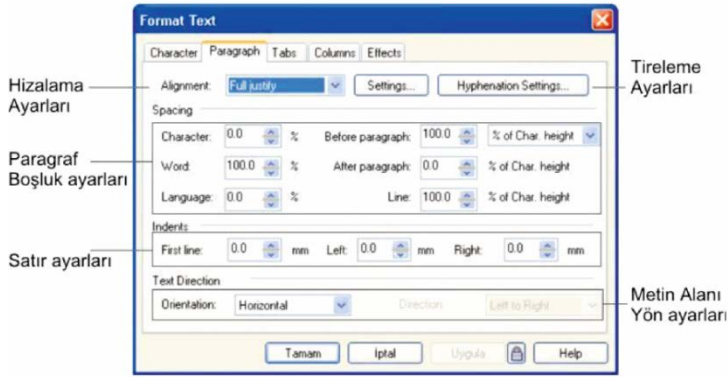 Format Text
Character Paragraph Tabs Columns Effects
Hizalama Ayarları
Alignment: Full justify Settings... Hyphenation Settings...
Tireleme Ayarları
Spacing
Paragraf Boşluk ayarları
Character: 0.0 % Before paragraph: 100.0 % of Char. height
Word: 100.0 % After paragraph: 0.0 % of Char. height
Language: 0.0 % Line: 100.0 % of Char. height
Indents
Satır ayarları
First line: 0.0 mm Left: 0.0 mm Right: 0.0 mm
Text Direction
Orientation: Horizontal Direction: Left to Right
Metin Alanı Yön ayarları
Tamam İptal Uygula Help